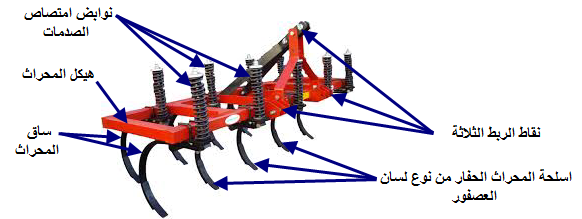 نوابض امتصاص
الصدمات
هيكل المحراث
ساق
المحراث
نقاط الربط الثلاثة
اسلحة المحراث الحفار من نوع لسان
العصفور